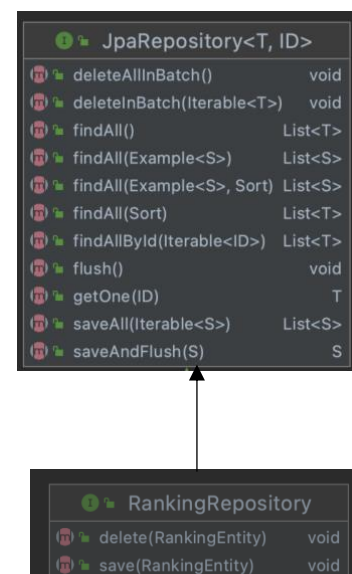 JpaRepository<T, ID>
deleteAllInBatch() void
deleteInBatch(Iterable<T>) void
findAll() List<T>
findAll(Example<S>) List<S>
findAll(Example<S>, Sort) List<S>
findAll(Sort) List<T>
findAllById(Iterable<ID>) List<T>
flush() void
getOne(ID) T
saveAll(Iterable<S>) List<S>
saveAndFlush(S) S
RankingRepository
delete(RankingEntity) void
save(RankingEntity) void